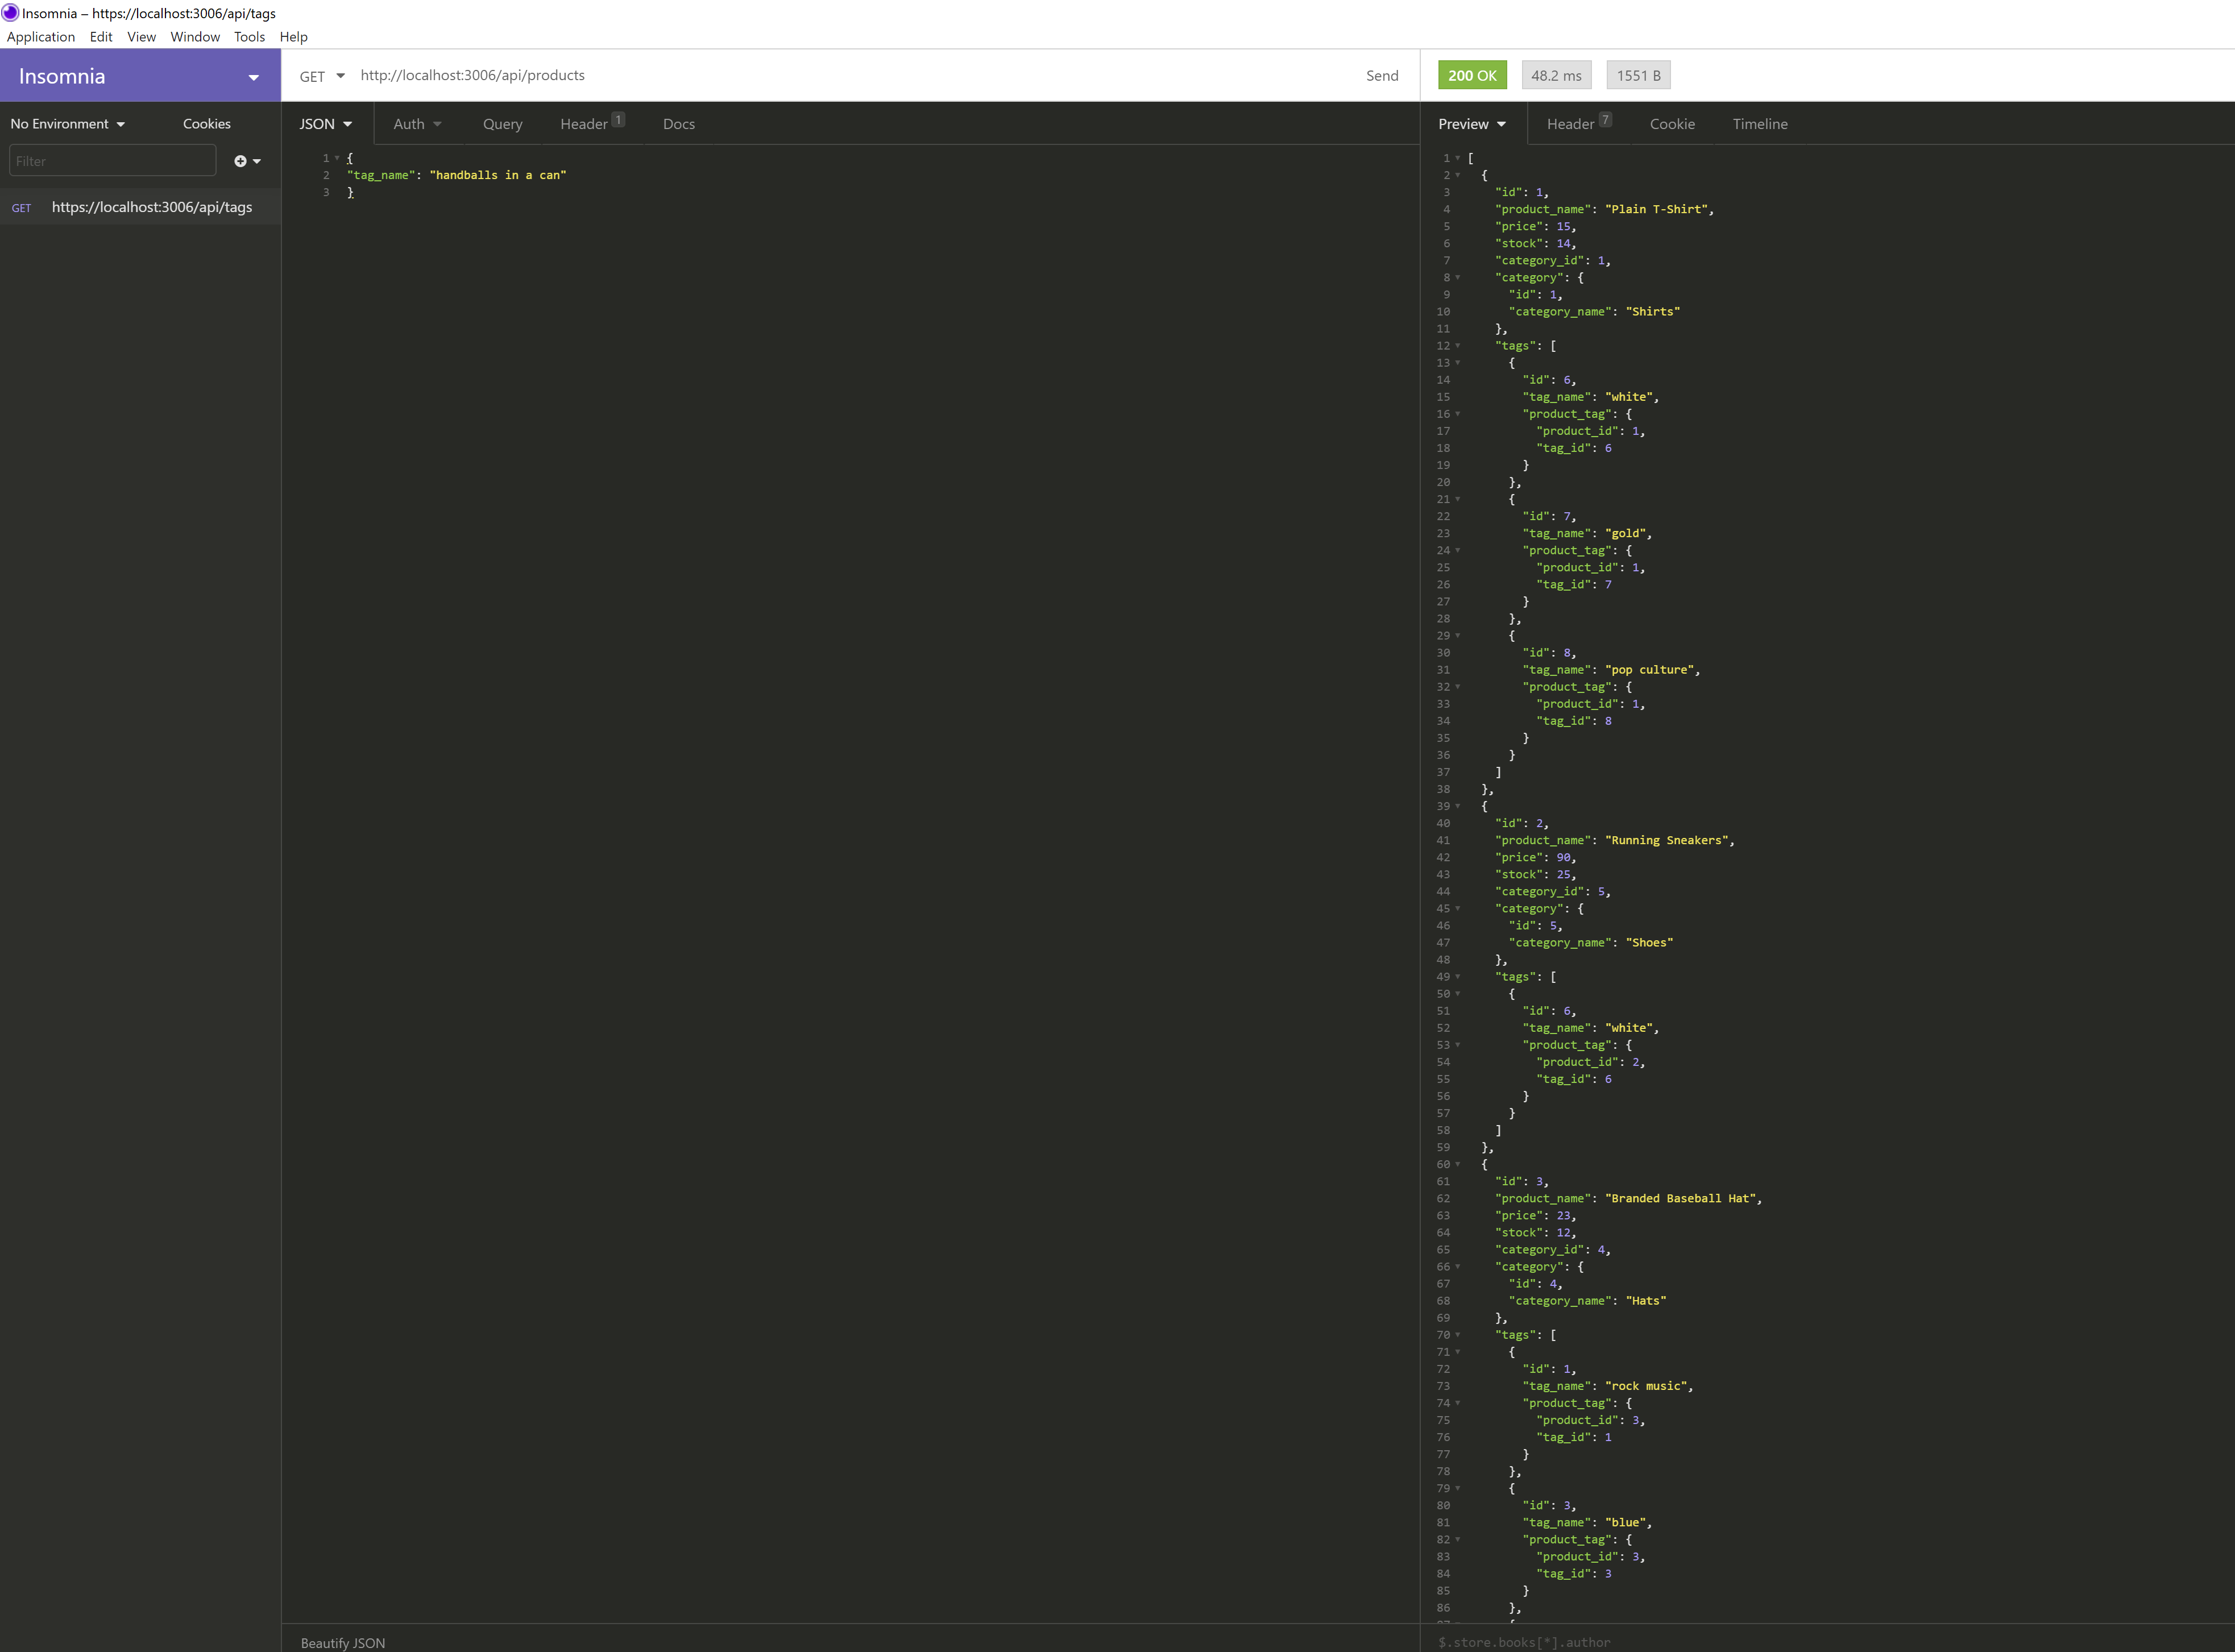 Insomnia – https://localhost:3006/api/tags
Application Edit View Window Tools Help
Insomnia
GET http://localhost:3006/api/products Send
200 OK 48.2 ms 1551 B
No Environment Cookies
Filter
GET https://localhost:3006/api/tags
JSON Auth Query Header 1 Docs
1 {
2 "tag_name": "handballs in a can"
3 }
Beautify JSON
Preview Header 7 Cookie Timeline
1 [
2 {
3 "id": 1,
4 "product_name": "Plain T-Shirt",
5 "price": 15,
6 "stock": 14,
7 "category_id": 1,
8 "category": {
9 "id": 1,
10 "category_name": "Shirts"
11 },
12 "tags": [
13 {
14 "id": 6,
15 "tag_name": "white",
16 "product_tag": {
17 "product_id": 1,
18 "tag_id": 6
19 }
20 },
21 {
22 "id": 7,
23 "tag_name": "gold",
24 "product_tag": {
25 "product_id": 1,
26 "tag_id": 7
27 }
28 },
29 {
30 "id": 8,
31 "tag_name": "pop culture",
32 "product_tag": {
33 "product_id": 1,
34 "tag_id": 8
35 }
36 }
37 ]
38 },
39 {
40 "id": 2,
41 "product_name": "Running Sneakers",
42 "price": 90,
43 "stock": 25,
44 "category_id": 5,
45 "category": {
46 "id": 5,
47 "category_name": "Shoes"
48 },
49 "tags": [
50 {
51 "id": 6,
52 "tag_name": "white",
53 "product_tag": {
54 "product_id": 2,
55 "tag_id": 6
56 }
57 }
58 ]
59 },
60 {
61 "id": 3,
62 "product_name": "Branded Baseball Hat",
63 "price": 23,
64 "stock": 12,
65 "category_id": 4,
66 "category": {
67 "id": 4,
68 "category_name": "Hats"
69 },
70 "tags": [
71 {
72 "id": 1,
73 "tag_name": "rock music",
74 "product_tag": {
75 "product_id": 3,
76 "tag_id": 1
77 }
78 },
79 {
80 "id": 3,
81 "tag_name": "blue",
82 "product_tag": {
83 "product_id": 3,
84 "tag_id": 3
85 }
86 },
$.store.books[*].author